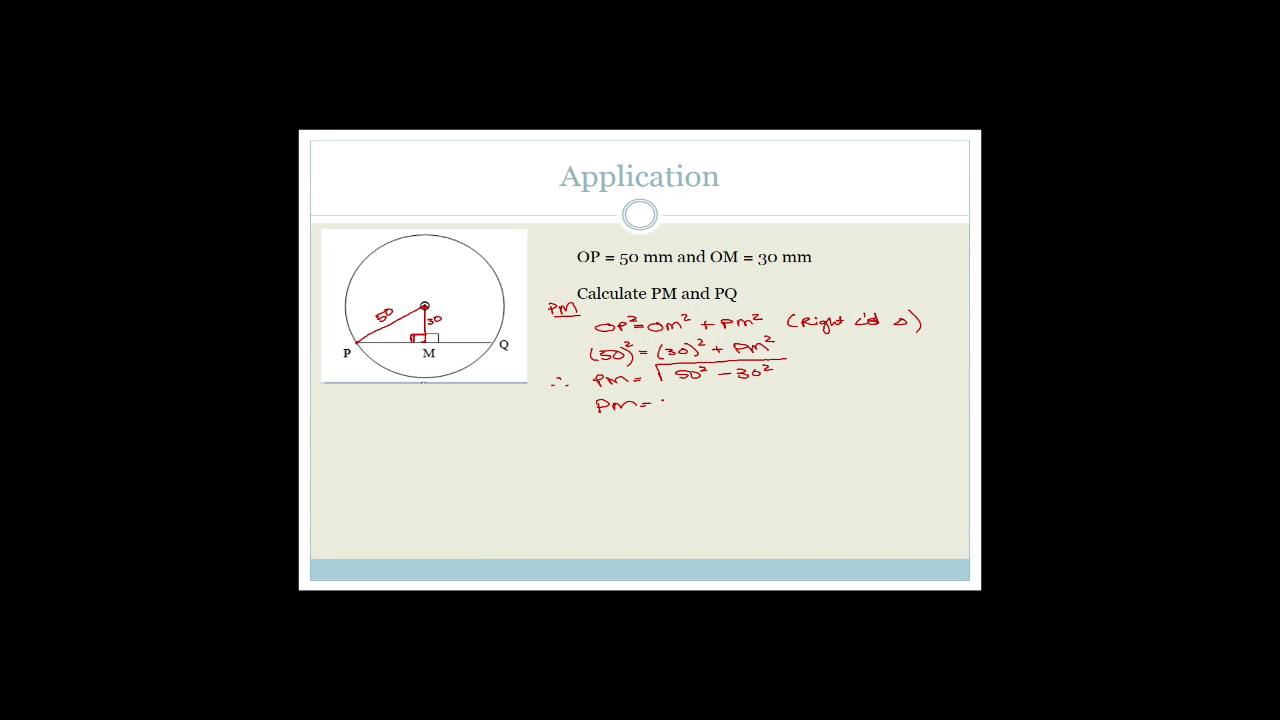 Application
OP = 50 mm and OM = 30 mm
Calculate PM and PQ
PM
OP² = OM² + PM² (Right ∠'d △)
(50)² = (30)² + PM²
∴ PM = √50² - 30²
PM =
50
30
P
M
Q